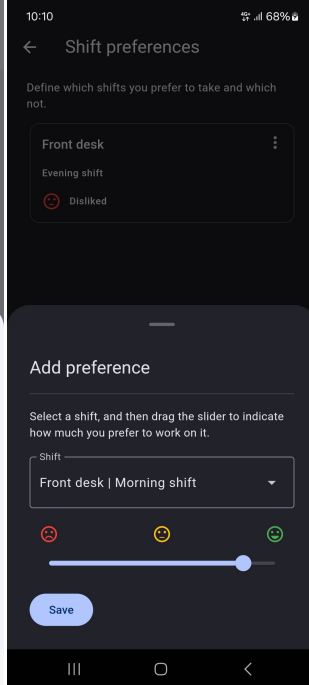 10:10
4G+ 68%
Shift preferences
Define which shifts you prefer to take and which
not.
Front desk
Evening shift
Disliked
Add preference
Select a shift, and then drag the slider to indicate
how much you prefer to work on it.
Shift
Front desk | Morning shift
Save